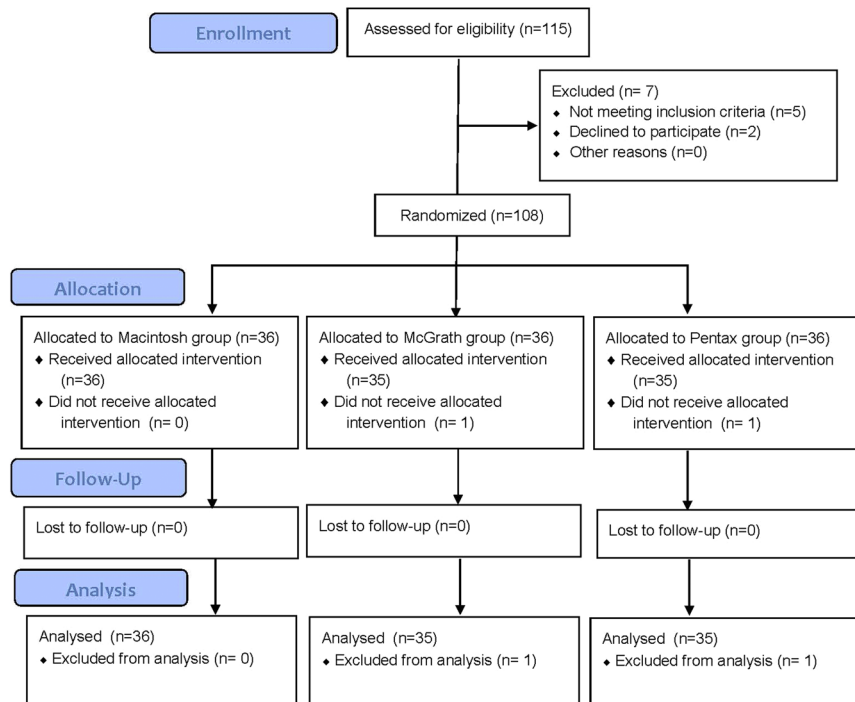 Enrollment
Assessed for eligibility (n=115)
Excluded (n= 7)
♦ Not meeting inclusion criteria (n=5)
♦ Declined to participate (n=2)
♦ Other reasons (n=0)
Randomized (n=108)
Allocation
Allocated to Macintosh group (n=36)
♦ Received allocated intervention
(n=36)
♦ Did not receive allocated
intervention (n= 0)
Allocated to McGrath group (n=36)
♦ Received allocated intervention
(n=35)
♦ Did not receive allocated
intervention (n= 1)
Allocated to Pentax group (n=36)
♦ Received allocated intervention
(n=35)
♦ Did not receive allocated
intervention (n= 1)
Follow-Up
Lost to follow-up (n=0)
Lost to follow-up (n=0)
Lost to follow-up (n=0)
Analysis
Analysed (n=36)
♦ Excluded from analysis (n= 0)
Analysed (n=35)
♦ Excluded from analysis (n= 1)
Analysed (n=35)
♦ Excluded from analysis (n= 1)